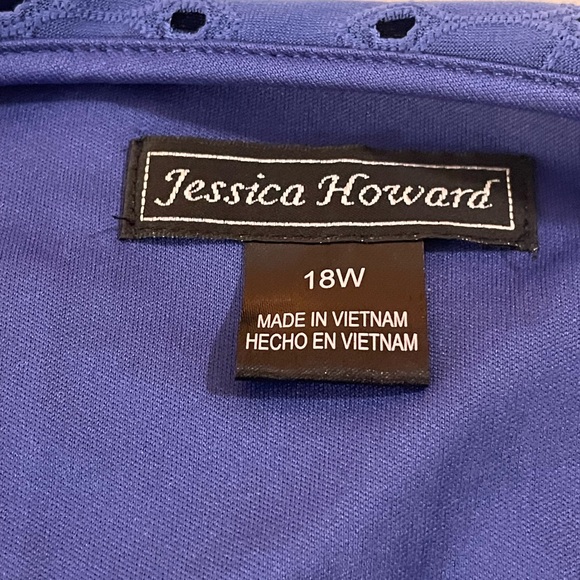 Jessica Howard
18W
MADE IN VIETNAM
HECHO EN VIETNAM